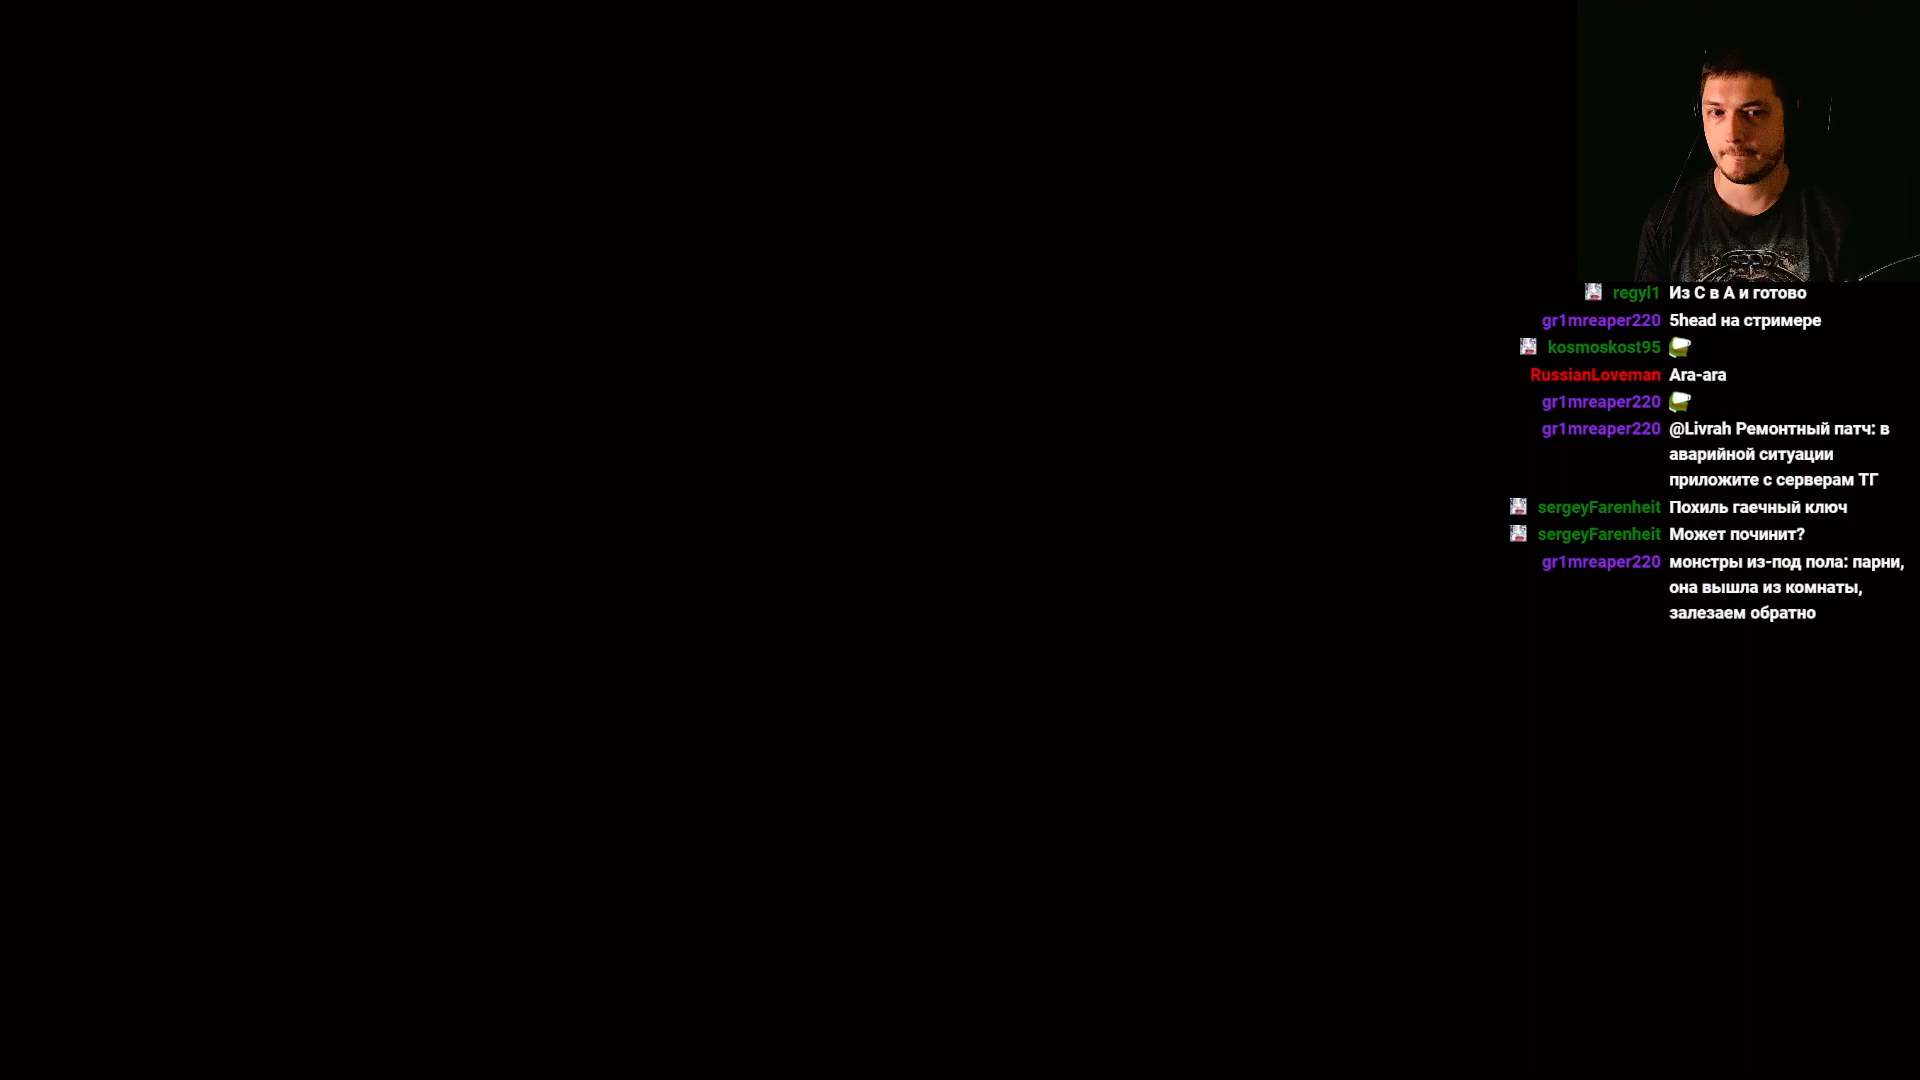 regyl1 Из С в А и готово
gr1mreaper220 5head на стримере
kosmoskost95
RussianLoveman Ara-ara
gr1mreaper220
gr1mreaper220 @Livrah Ремонтный патч: в
аварийной ситуации
приложите с серверам ТГ
sergeyFarenheit Похиль гаечный ключ
sergeyFarenheit Может починит?
gr1mreaper220 монстры из-под пола: парни,
она вышла из комнаты,
залезаем обратно